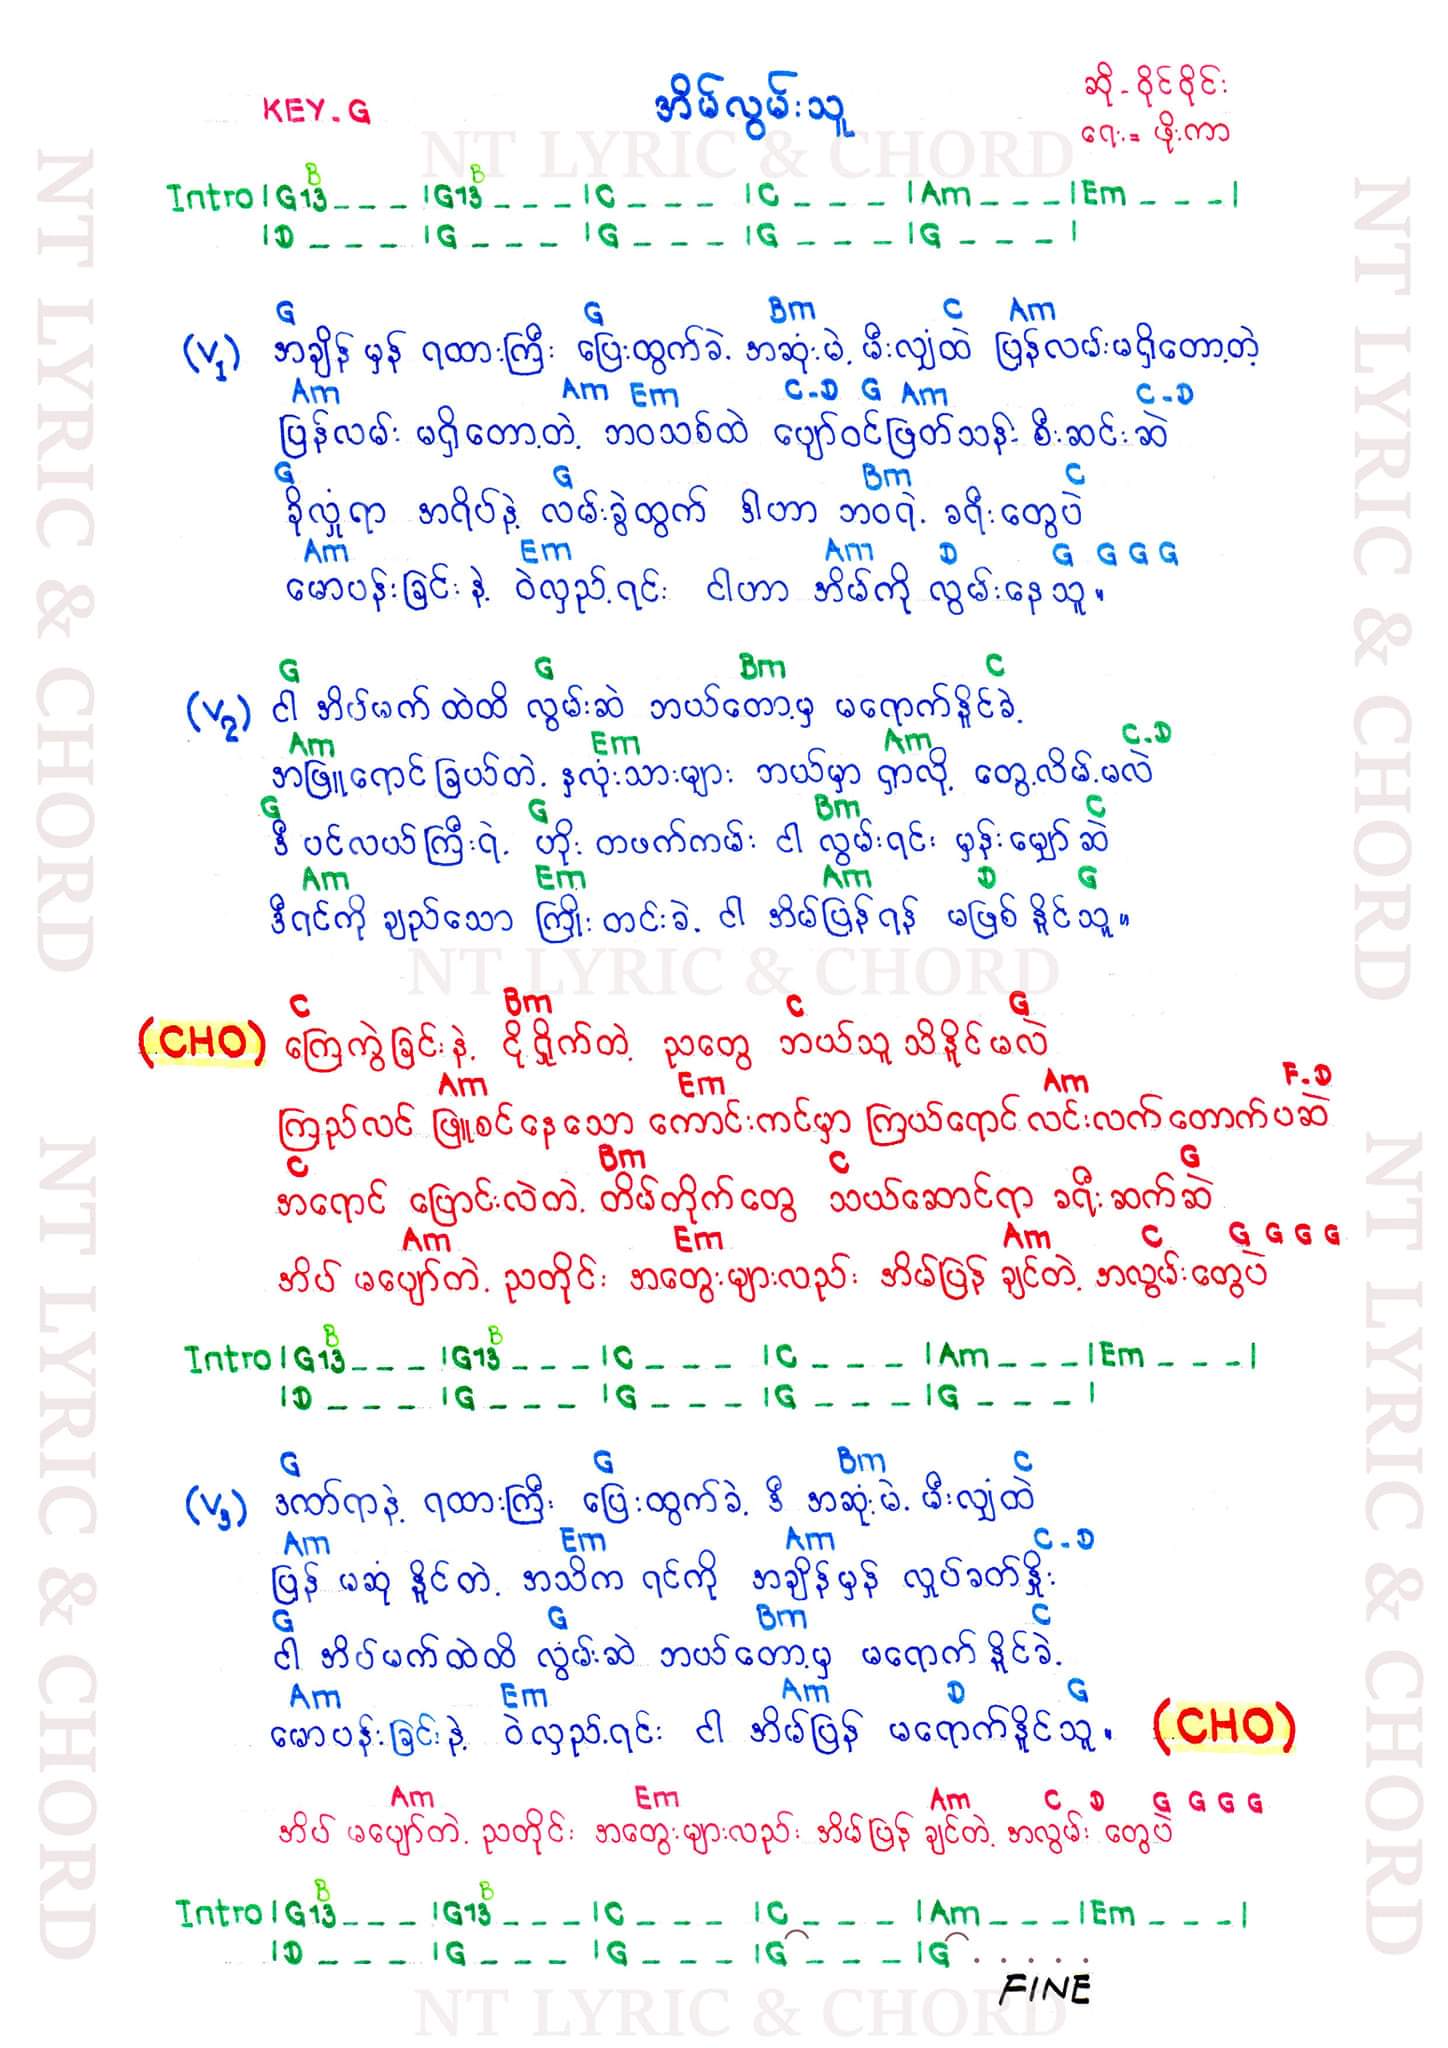 KEY-G
အိမ်လွမ်းသူ
ဆို-ဝိုင်ဝိုင်း
ရေး= ဖိုးကာ
NT LYRIC & CHORD
Intro |G13 B _ _ _ |G13 B _ _ _ |C _ _ _ |C _ _ _ |Am _ _ _ |Em _ _ _ |
|D _ _ _ |G _ _ _ |G _ _ _ |G _ _ _ |G _ _ _ |
G G Bm C Am
(V1) အချိန် မှန် ရထားကြီး ပြေးထွက်ခဲ့ အဆုံးမဲ့ မီးလျှံထဲ ပြန်လမ်းမရှိတော့တဲ့
Am Am Em C-D G Am C-D
ပြန်လမ်း မရှိတော့တဲ့ ဘဝသစ်ထဲ ပျော်ဝင်ဖြတ်သန်း စီးဆင်းဆဲ
G G Bm C
ခိုလှုံရာ အရိပ်နဲ့ လမ်းခွဲထွက် ဒါဟာ ဘဝရဲ့ ခရီးတွေပဲ
Am Em Am D G G G G
မောပန်းခြင်းနဲ့ ဝဲလှည့်ရင်း ငါဟာ အိမ်ကို လွမ်းနေသူ။
G G Bm C
(V2) ငါ အိပ်မက်ထဲထိ လွမ်းဆဲ ဘယ်တော့မှ မရောက်နိူင်ခဲ့
Am Em Am C-D
အဖြူရောင်ခြယ်တဲ့ နှလုံးသားများ ဘယ်မှာ ရှာလို့ တွေ့လိမ့်မလဲ
G G Bm C
ဒီ ပင်လယ်ကြီးရဲ့ ဟိုး တဖက်ကမ်း ငါ လွမ်းရင်း မှန်းမျှော်ဆဲ
Am Em Am D G
ဒီရင်ကို ချည်သော ကြိုး တင်းခဲ့ ငါ အိမ်ပြန်ရန် မဖြစ်နိူင်သူ။
NT LYRIC & CHORD
C Bm C G
(CHO) ကြေကွဲခြင်းနဲ့ ငိုရှိုက်တဲ့ ညတွေ ဘယ်သူ သိနိူင်မလဲ
Am Em Am F-D
ကြည်လင် ဖြူစင်နေသော ကောင်းကင်မှာ ကြယ်ရောင် လင်းလက်တောက်ပဆဲ
C Bm C G
အရောင် ပြောင်းလဲတဲ့ တိမ်တိုက်တွေ သယ်ဆောင်ရာ ခရီးဆက်ဆဲ
Am Em Am C G G G G
အိပ် မပျော်တဲ့ ညတိုင်း အတွေးများလည်း အိမ်ပြန် ချင်တဲ့ အလွမ်းတွေပဲ
Intro |G13 B _ _ _ |G13 B _ _ _ |C _ _ _ |C _ _ _ |Am _ _ _ |Em _ _ _ |
|D _ _ _ |G _ _ _ |G _ _ _ |G _ _ _ |G _ _ _ |
G G Bm C
(V3) ဒဏ်ရာနဲ့ ရထားကြီး ပြေးထွက်ခဲ့ ဒီ အဆုံးမဲ့ မီးလျှံထဲ
Am Em Am C-D
ပြန် မဆုံ နိူင်တဲ့ အသိက ရင်ကို အချိန်မှန် လှုပ်ခတ်နှိုး
G G Bm C
ငါ အိပ်မက်ထဲထိ လွမ်းဆဲ ဘယ်တော့မှ မရောက်နိူင်ခဲ့
Am Em Am D G
မောပန်းခြင်းနဲ့ ဝဲလှည့်ရင်း ငါ အိမ်ပြန် မရောက်နိူင်သူ။ (CHO)
Am Em Am C D G G G G
အိပ် မပျော်တဲ့ ညတိုင်း အတွေးများလည်း အိမ်ပြန် ချင်တဲ့ အလွမ်း တွေပဲ
Intro |G13 B _ _ _ |G13 B _ _ _ |C _ _ _ |C _ _ _ |Am _ _ _ |Em _ _ _ |
|D _ _ _ |G _ _ _ |G _ _ _ |G _ _ _ |G . . . . .
FINE
NT LYRIC & CHORD
NT LYRIC & CHORD
NT LYRIC & CHORD
NT LYRIC & CHORD
NT LYRIC & CHORD